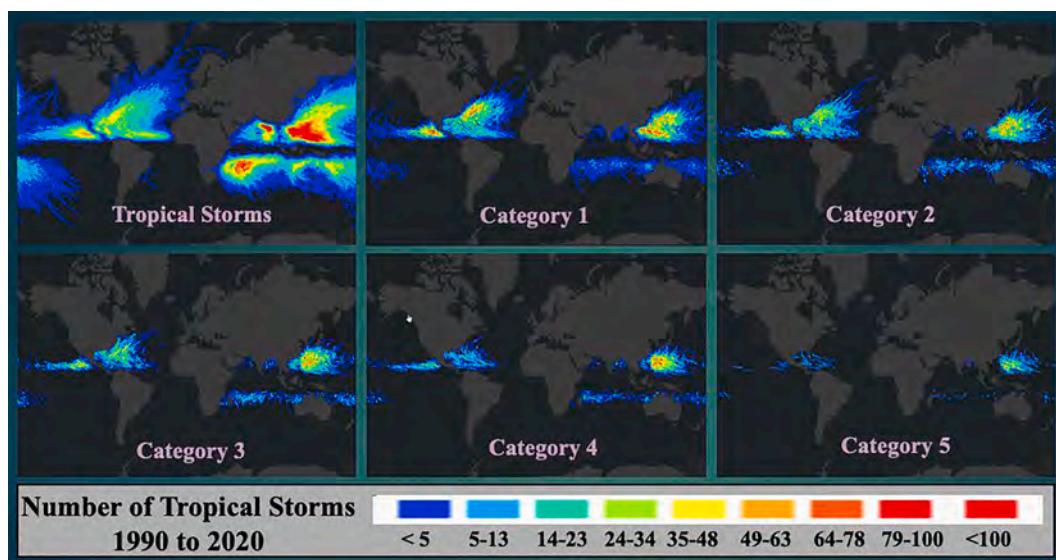 Tropical Storms
Category 1
Category 2
Category 3
Category 4
Category 5
Number of Tropical Storms
1990 to 2020
< 5 5-13 14-23 24-34 35-48 49-63 64-78 79-100 <100